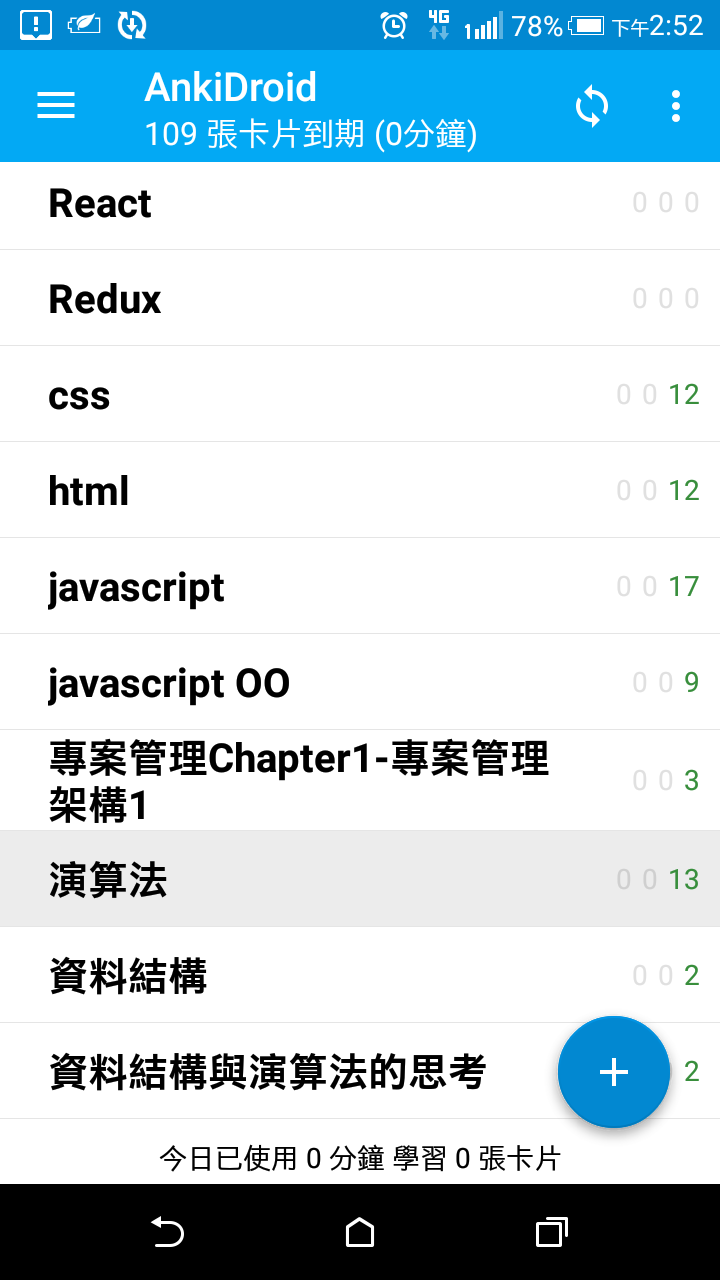 4G 78% 下午2:52
AnkiDroid
109 張卡片到期 (0分鐘)
React 0 0 0
Redux 0 0 0
css 0 0 12
html 0 0 12
javascript 0 0 17
javascript OO 0 0 9
專案管理Chapter1-專案管理
架構1 0 0 3
演算法 0 0 13
資料結構 0 0 2
資料結構與演算法的思考 2
今日已使用 0 分鐘 學習 0 張卡片